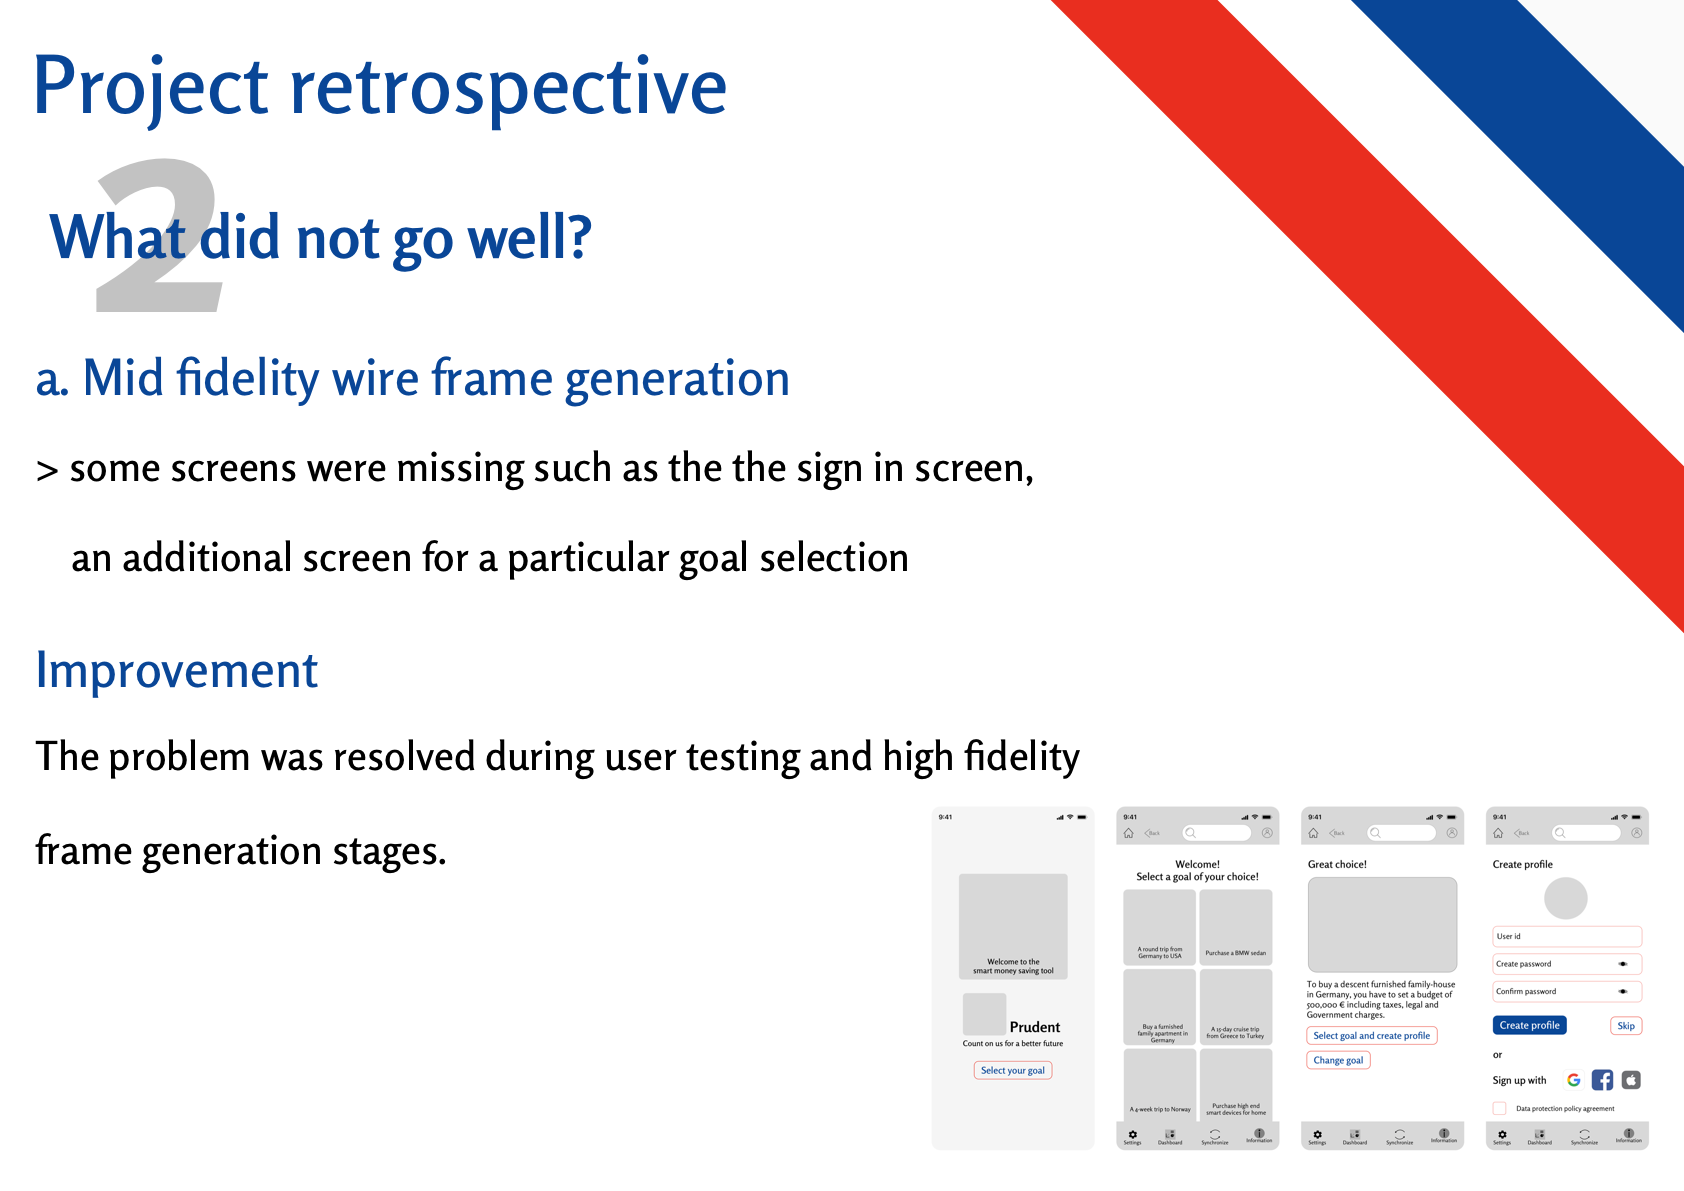 Project retrospective
2
What did not go well?
a. Mid fidelity wire frame generation
> some screens were missing such as the the sign in screen,
an additional screen for a particular goal selection
Improvement
The problem was resolved during user testing and high fidelity
frame generation stages.
9:41
Welcome to the
smart money saving tool
Prudent
Count on us for a better future
Select your goal
9:41
Back
Welcome!
Select a goal of your choice!
A round trip from
Germany to USA
Purchase a BMW sedan
Buy a furnished
family apartment in
Germany
A 15-day cruise trip
from Greece to Turkey
A 4-week trip to Norway
Purchase high end
smart devices for home
Settings
Dashboard
Synchronize
Information
9:41
Back
Great choice!
To buy a descent furnished family-house
in Germany, you have to set a budget of
500,000 € including taxes, legal and
Government charges.
Select goal and create profile
Change goal
Settings
Dashboard
Synchronize
Information
9:41
Back
Create profile
User id
Create password
Confirm password
Create profile
Skip
or
Sign up with
Data protection policy agreement
Settings
Dashboard
Synchronize
Information